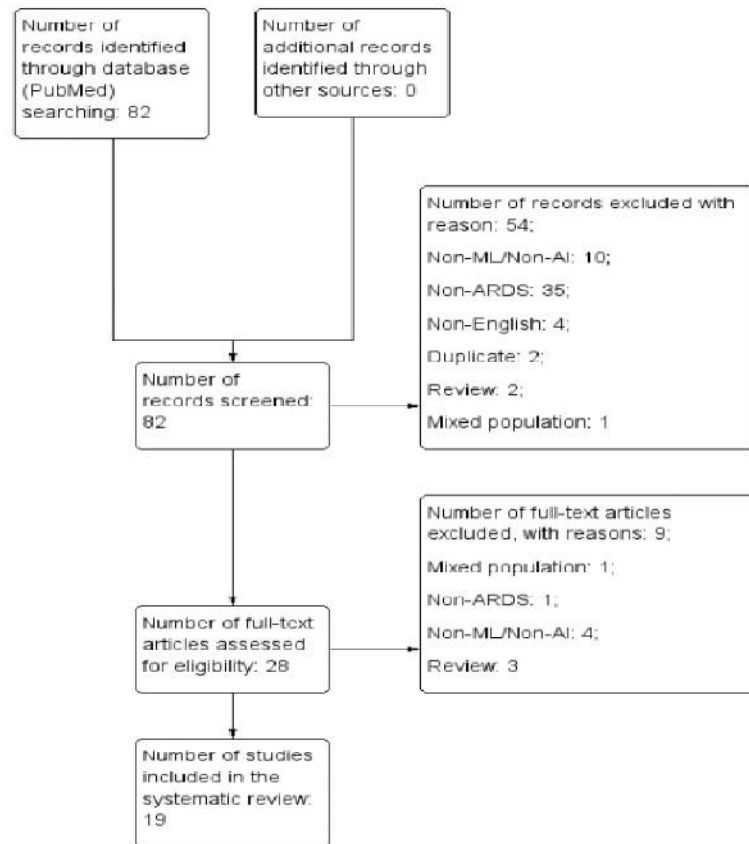 Number of
records identified
through database
(PubMed)
searching: 82
Number of
additional records
identified through
other sources: 0
Number of records excluded with
reason: 54;
Non-ML/Non-AI: 10;
Non-ARDS: 35;
Non-English: 4;
Duplicate: 2;
Review: 2;
Mixed population: 1
Number of
records screened:
82
Number of full-text articles
excluded, with reasons: 9;
Mixed population: 1;
Non-ARDS: 1;
Non-ML/Non-AI: 4;
Review: 3
Number of full-text
articles assessed
for eligibility: 28
Number of studies
included in the
systematic review:
19